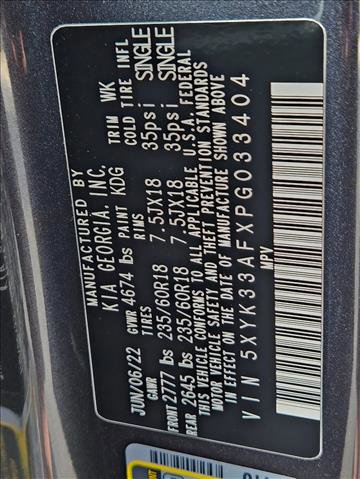 MANUFACTURED BY
KIA GEORGIA, INC.
JUN/06/22 GVWR 4674 lbs PAINT KDG TRIM WK
GAWR RIMS COLD TIRE INFL
FRONT 2777 lbs 235/60R18 7.5JX18 35psi SINGLE
REAR 2645 lbs 235/60R18 7.5JX18 35psi SINGLE
THIS VEHICLE CONFORMS TO ALL APPLICABLE U.S.A. FEDERAL
MOTOR VEHICLE SAFETY STANDARDS IN EFFECT ON
THE DATE OF MANUFACTURE SHOWN ABOVE.
VIN 5XYK33AFXPG033404
MPV